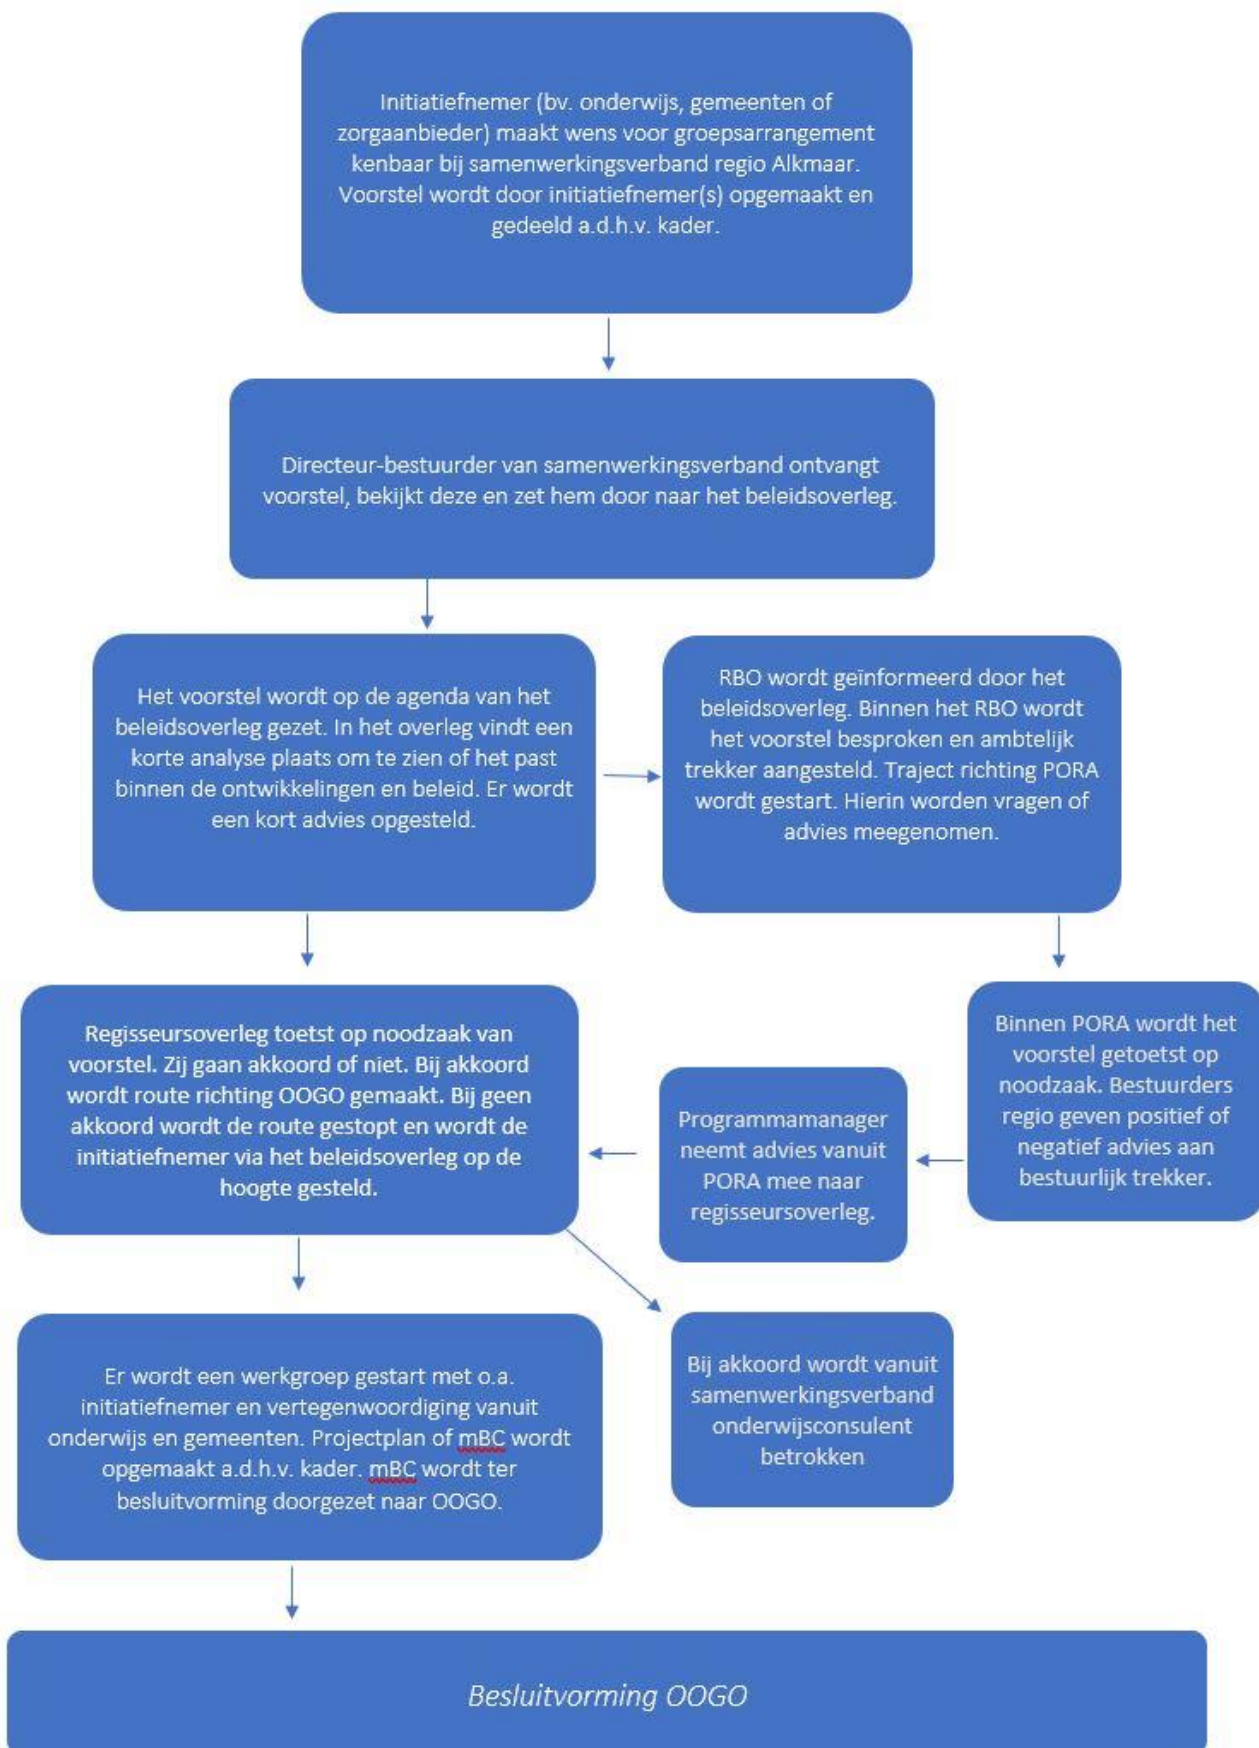 Initiatiefnemer (bv. onderwijs, gemeenten of
zorgaanbieder) maakt wens voor groepsarrangement
kenbaar bij samenwerkingsverband regio Alkmaar.
Voorstel wordt door initiatiefnemer(s) opgemaakt en
gedeeld a.d.h.v. kader.
Directeur-bestuurder van samenwerkingsverband ontvangt
voorstel, bekijkt deze en zet hem door naar het beleidsoverleg.
Het voorstel wordt op de agenda van het
beleidsoverleg gezet. In het overleg vindt een
korte analyse plaats om te zien of het past
binnen de ontwikkelingen en beleid. Er wordt
een kort advies opgesteld.
RBO wordt geïnformeerd door het
beleidsoverleg. Binnen het RBO wordt
het voorstel besproken en ambtelijk
trekker aangesteld. Traject richting PORA
wordt gestart. Hierin worden vragen of
advies meegenomen.
Regisseursoverleg toetst op noodzaak van
voorstel. Zij gaan akkoord of niet. Bij akkoord
wordt route richting OOGO gemaakt. Bij geen
akkoord wordt de route gestopt en wordt de
initiatiefnemer via het beleidsoverleg op de
hoogte gesteld.
Programmamanager
neemt advies vanuit
PORA mee naar
regisseursoverleg.
Binnen PORA wordt het
voorstel getoetst op
noodzaak. Bestuurders
regio geven positief of
negatief advies aan
bestuurlijk trekker.
Er wordt een werkgroep gestart met o.a.
initiatiefnemer en vertegenwoordiging vanuit
onderwijs en gemeenten. Projectplan of mBC wordt
opgemaakt a.d.h.v. kader. mBC wordt ter
besluitvorming doorgezet naar OOGO.
Bij akkoord wordt vanuit
samenwerkingsverband
onderwijsconsulent
betrokken
Besluitvorming OOGO